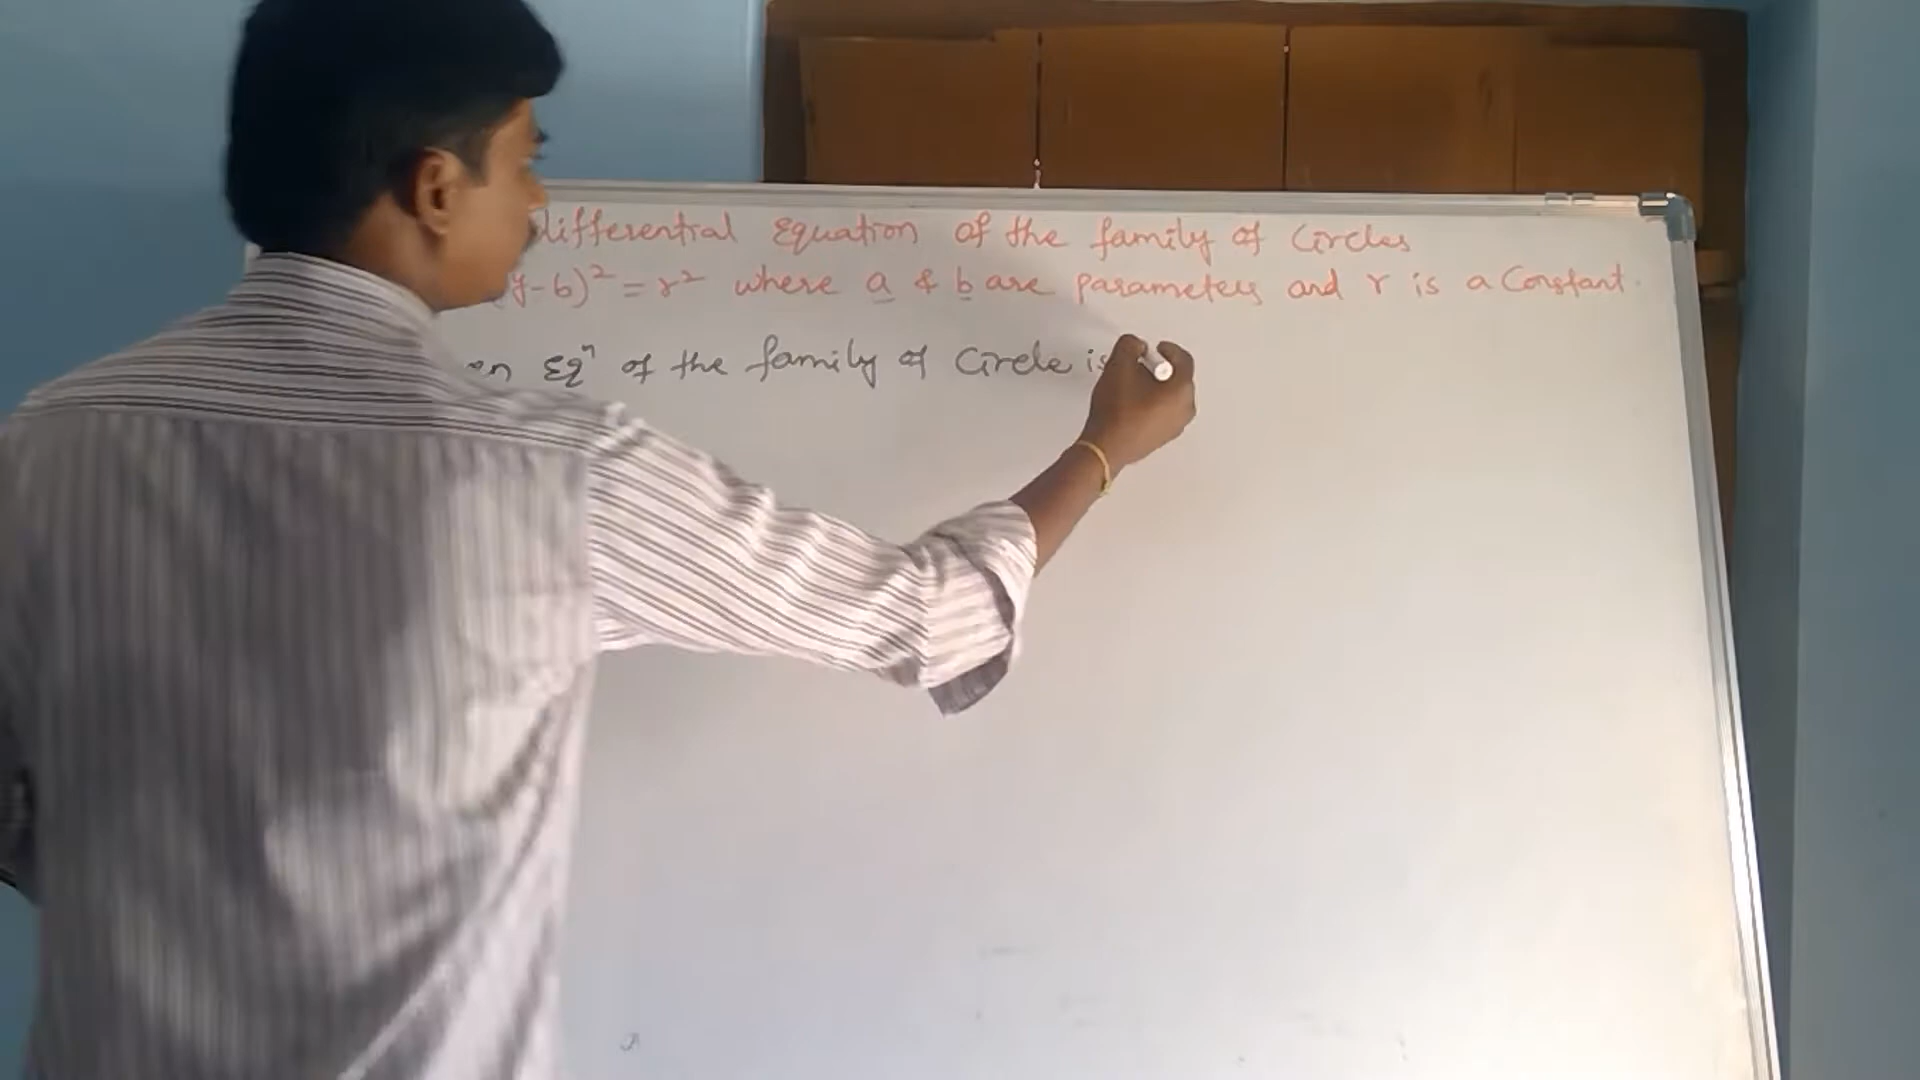 differential Equation of the family of Circles
(y-b)² = r² where a & b are parameters and r is a Constant.
Eqⁿ of the family of Circle is